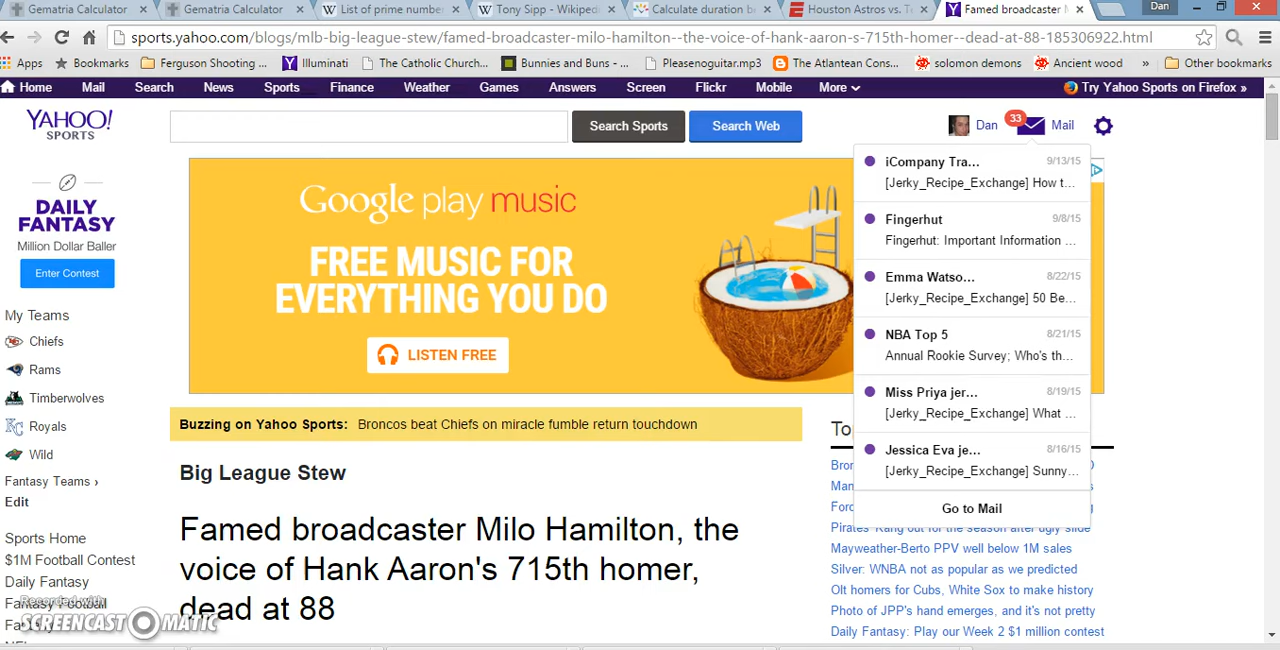 Gematria Calculator
Gematria Calculator
List of prime number
Tony Sipp - Wikiped
Calculate duration b
Houston Astros vs. Te
Famed broadcaster M
Dan
sports.yahoo.com/blogs/mlb-big-league-stew/famed-broadcaster-milo-hamilton--the-voice-of-hank-aaron-s-715th-homer--dead-at-88-185306922.html
Apps
Bookmarks
Ferguson Shooting ...
Illuminati
The Catholic Church...
Bunnies and Buns - ...
Pleasenoguitar.mp3
The Atlantean Cons...
solomon demons
Ancient wood
»
Other bookmarks
Home
Mail
Search
News
Sports
Finance
Weather
Games
Answers
Screen
Flickr
Mobile
More
Try Yahoo Sports on Firefox »
YAHOO!
SPORTS
Search Sports
Search Web
Dan
33
Mail
DAILY
FANTASY
Million Dollar Baller
Enter Contest
My Teams
Chiefs
Rams
Timberwolves
Royals
Wild
Fantasy Teams ›
Edit
Sports Home
$1M Football Contest
Daily Fantasy
Fantasy Football
Google play music
FREE MUSIC FOR
EVERYTHING YOU DO
LISTEN FREE
iCompany Tra...
9/13/15
[Jerky_Recipe_Exchange] How t...
Fingerhut
9/8/15
Fingerhut: Important Information ...
Emma Watso...
8/22/15
[Jerky_Recipe_Exchange] 50 Be...
NBA Top 5
8/21/15
Annual Rookie Survey; Who's th...
Miss Priya jer...
8/19/15
[Jerky_Recipe_Exchange] What ...
Jessica Eva je...
8/16/15
[Jerky_Recipe_Exchange] Sunny...
Go to Mail
Buzzing on Yahoo Sports: Broncos beat Chiefs on miracle fumble return touchdown
Big League Stew
Famed broadcaster Milo Hamilton, the
voice of Hank Aaron's 715th homer,
dead at 88
To
Bron
Man
Ford
Pirates' Kang out for the season after ugly slide
Mayweather-Berto PPV well below 1M sales
Silver: WNBA not as popular as we predicted
Olt homers for Cubs, White Sox to make history
Photo of JPP's hand emerges, and it's not pretty
Daily Fantasy: Play our Week 2 $1 million contest
Recorded with
SCREENCAST-O-MATIC